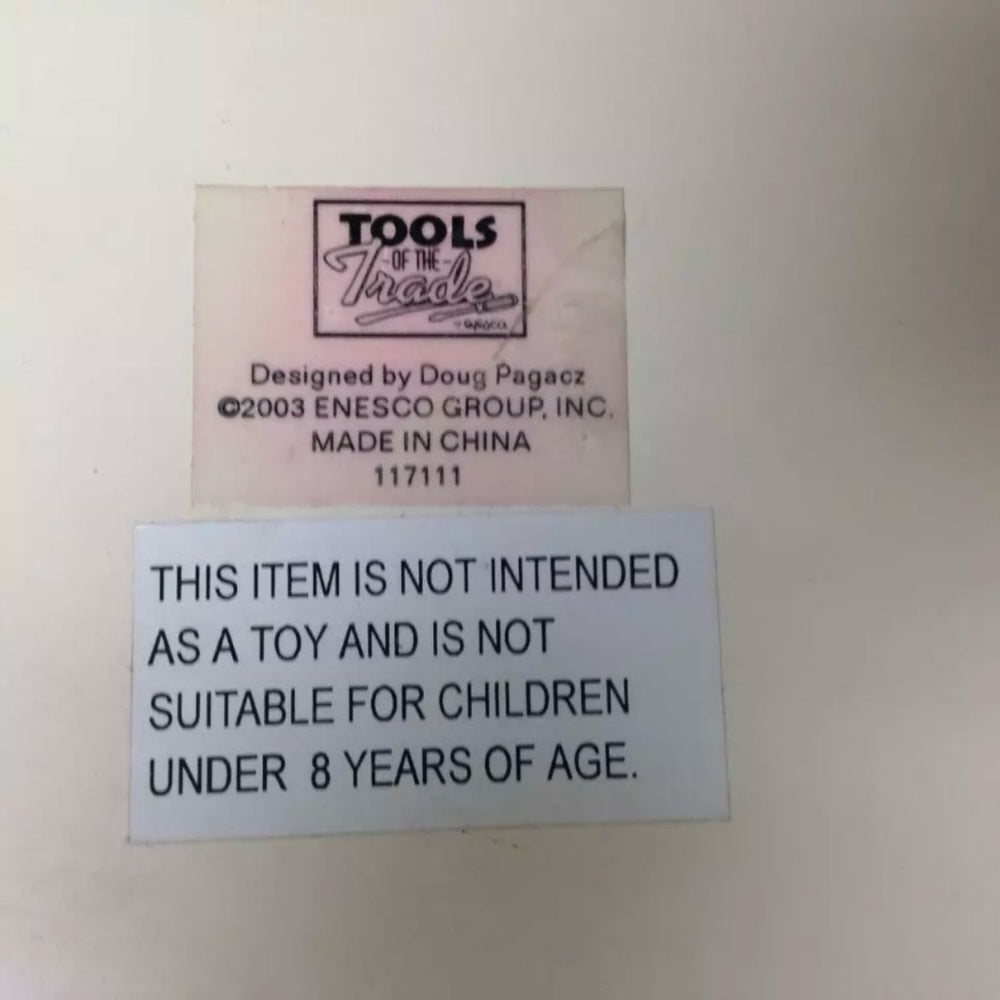 TOOLS
OF THE
Trade
Designed by Doug Pagacz
©2003 ENESCO GROUP, INC.
MADE IN CHINA
117111
THIS ITEM IS NOT INTENDED
AS A TOY AND IS NOT
SUITABLE FOR CHILDREN
UNDER 8 YEARS OF AGE.